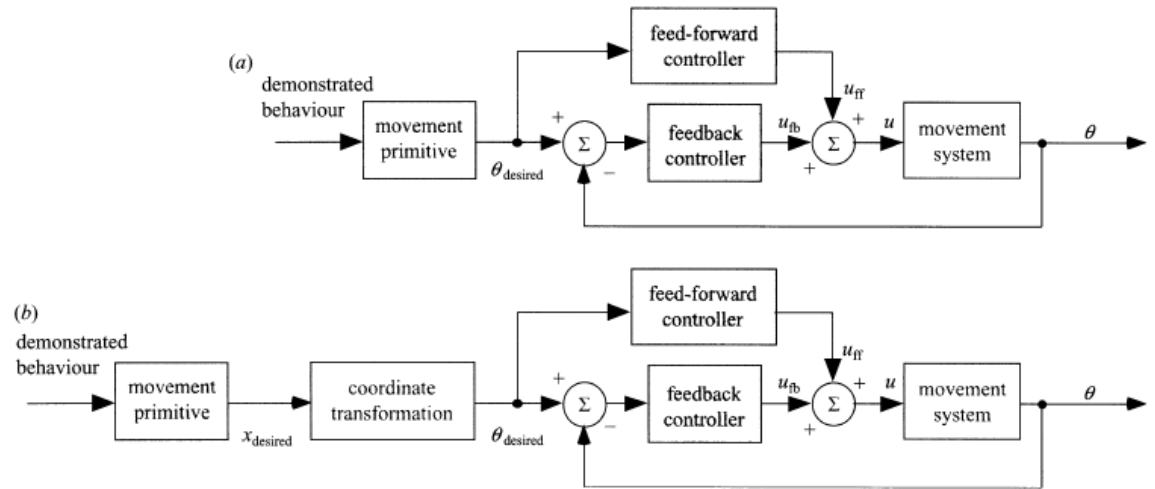 (a)
demonstrated
behaviour
movement
primitive
θdesired
+
Σ
−
feed-forward
controller
feedback
controller
uff
ufb
+
Σ
+
u
movement
system
θ
(b)
demonstrated
behaviour
movement
primitive
xdesired
coordinate
transformation
θdesired
+
Σ
−
feed-forward
controller
feedback
controller
uff
ufb
+
Σ
+
u
movement
system
θ